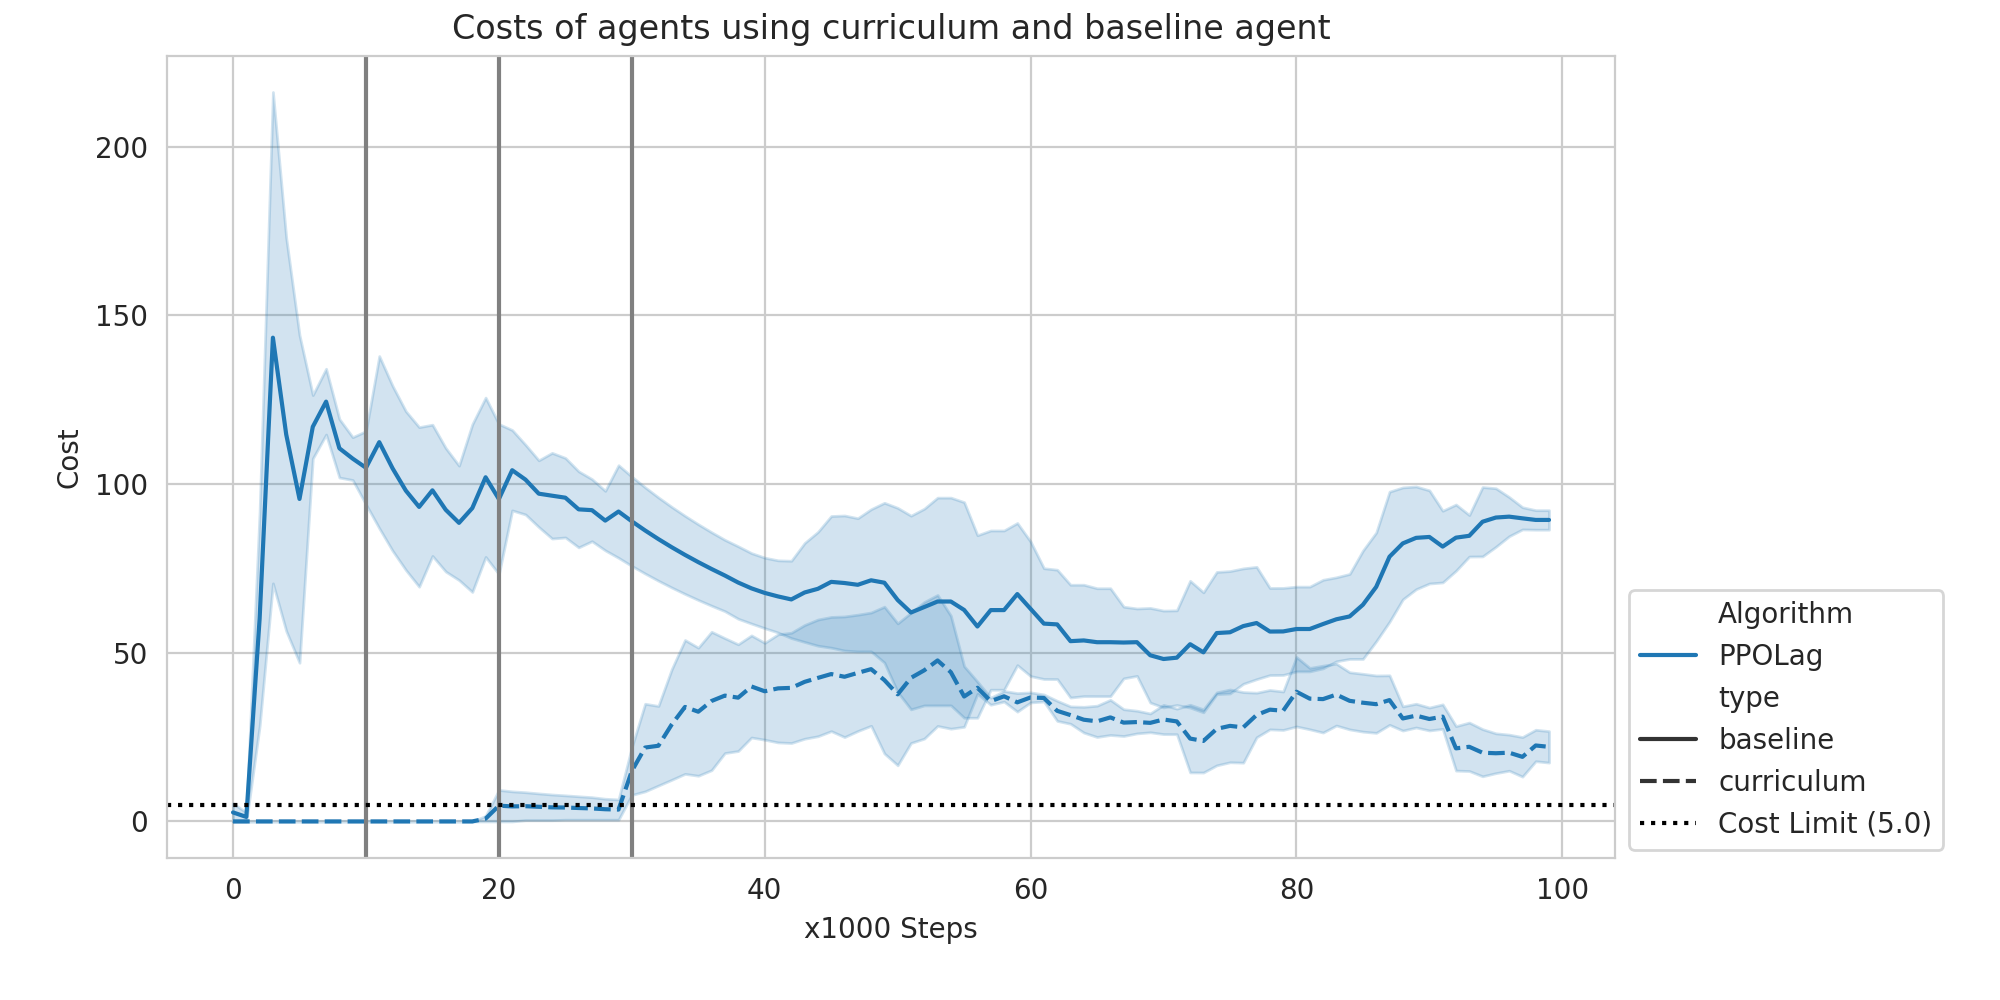 Costs of agents using curriculum and baseline agent
200
150
100
50
0
Cost
0 20 40 60 80 100
x1000 Steps
Algorithm
PPOLag
type
baseline
curriculum
Cost Limit (5.0)